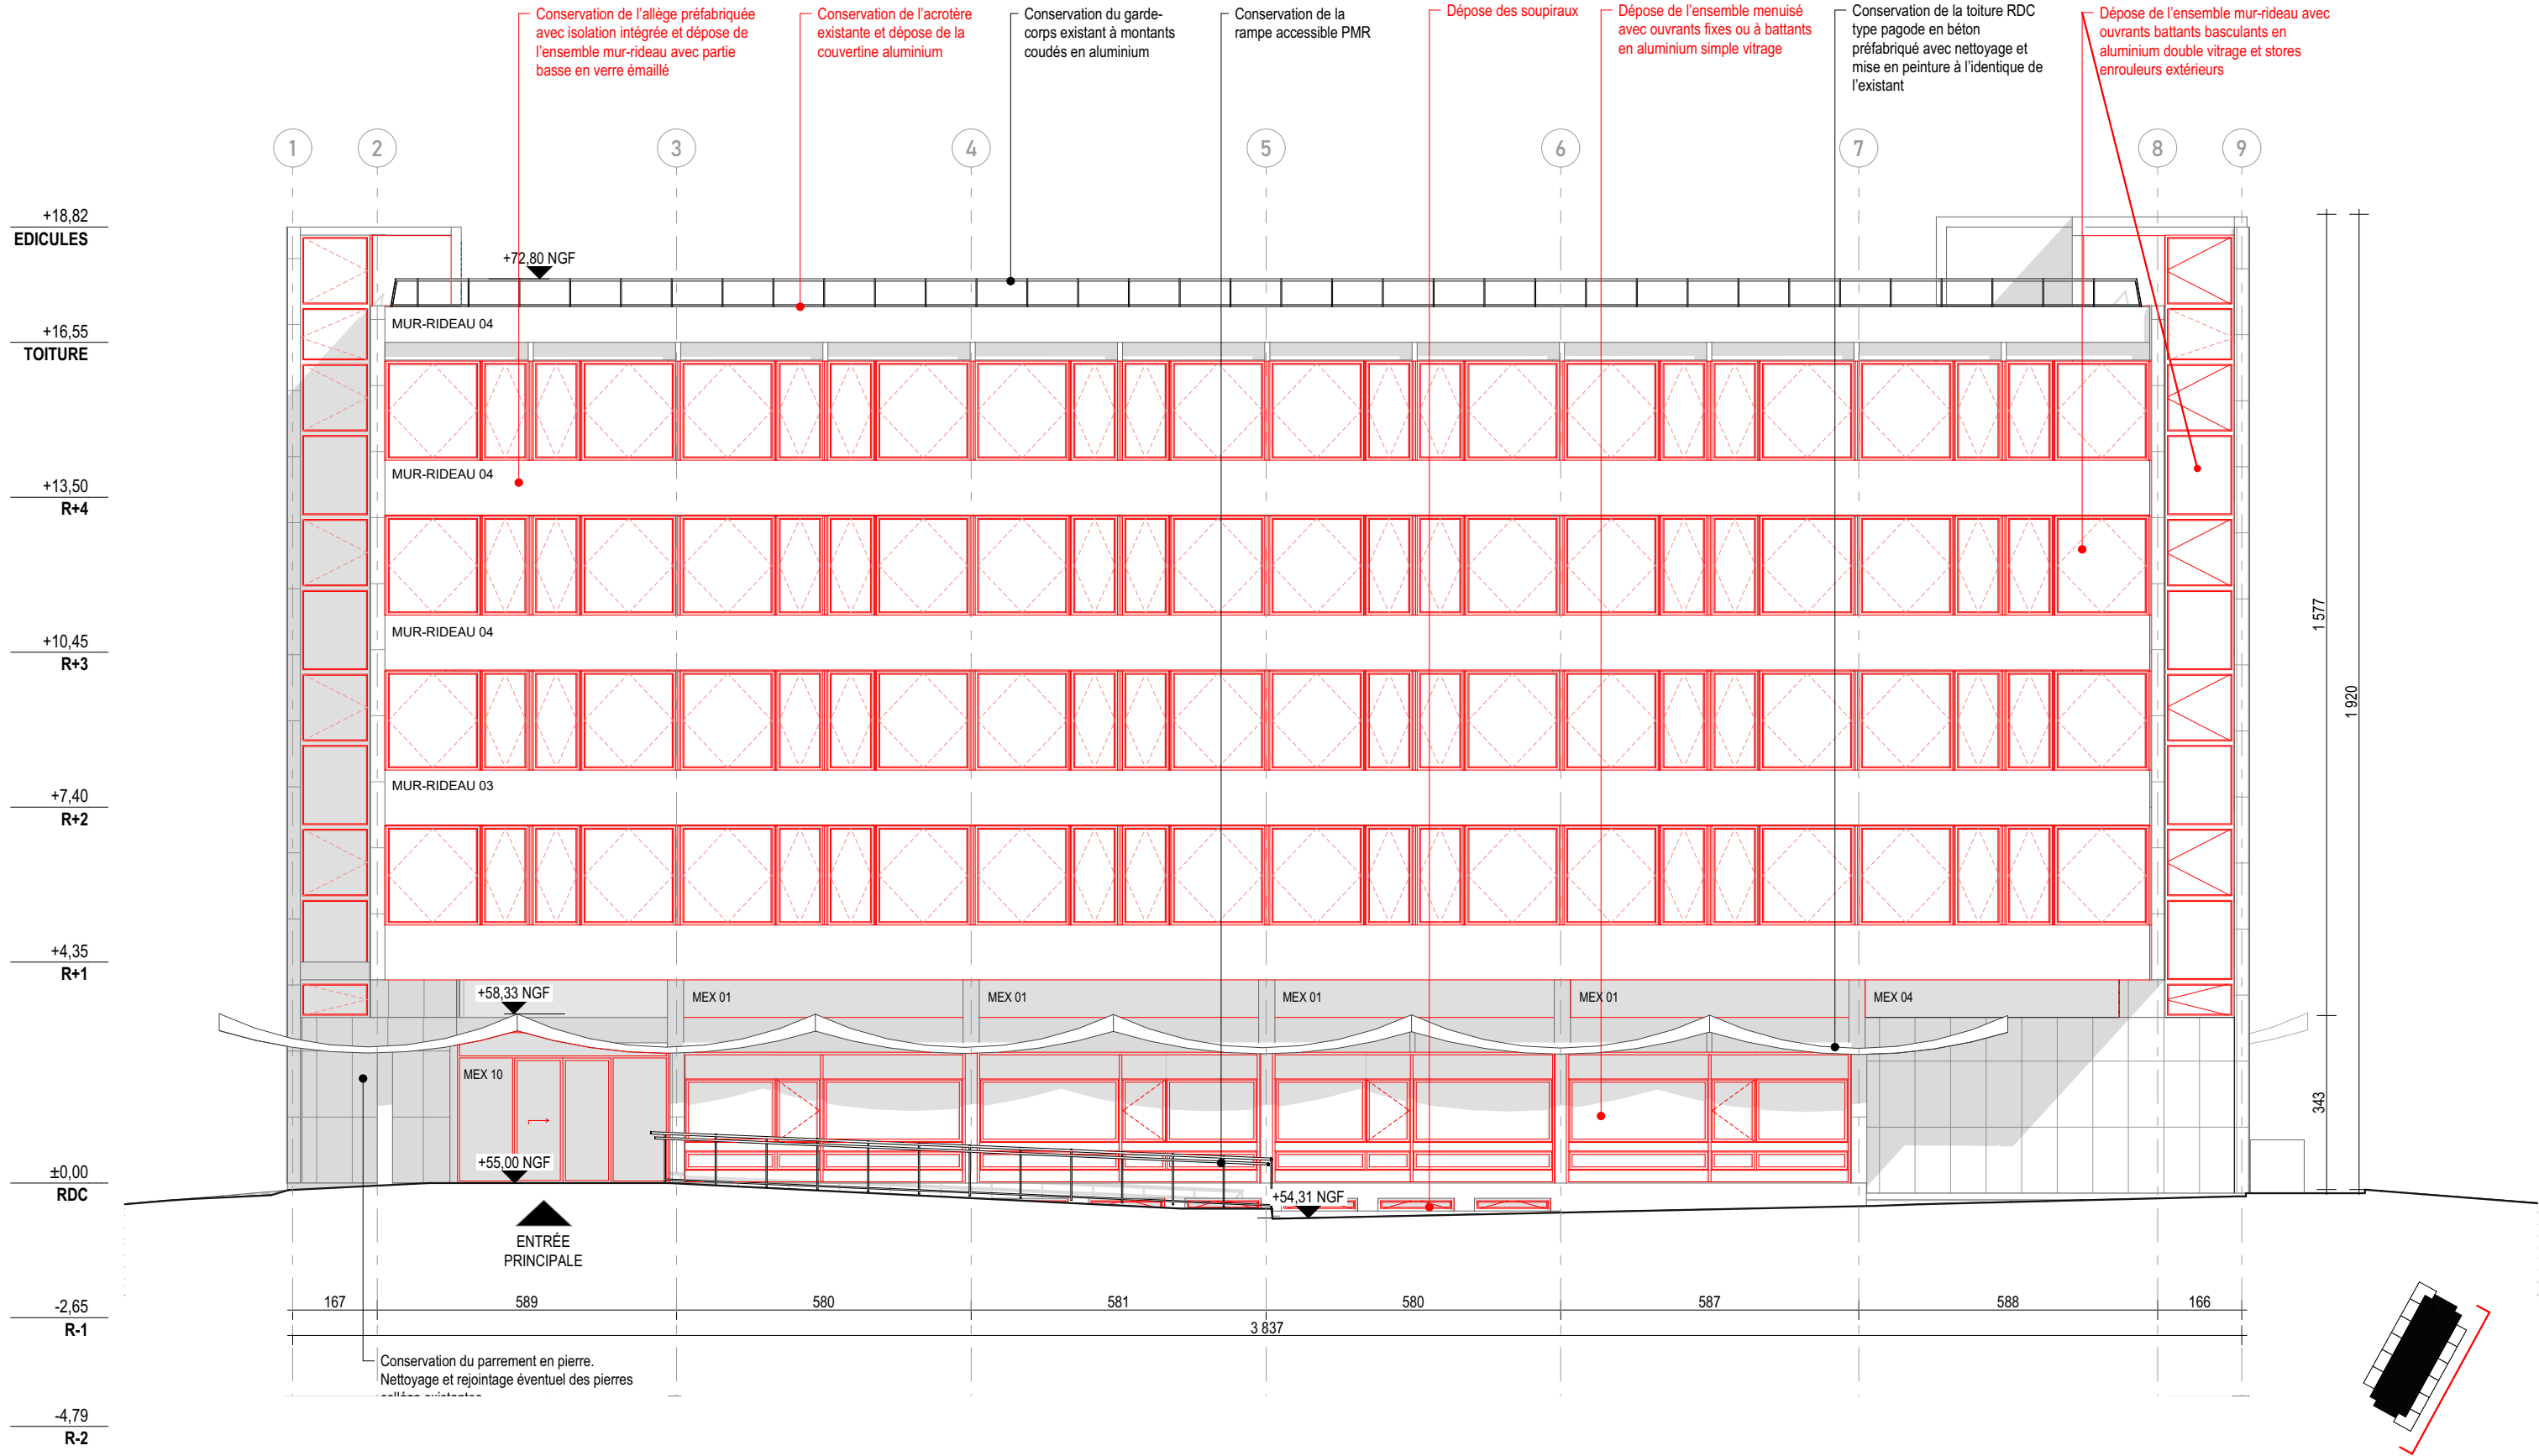 Conservation de l'allège préfabriquée
avec isolation intégrée et dépose de
l'ensemble mur-rideau avec partie
basse en verre émaillé
Conservation de l'acrotère
existante et dépose de la
couvertine aluminium
Conservation du garde-
corps existant à montants
coudés en aluminium
Conservation de la
rampe accessible PMR
Dépose des soupiraux
Dépose de l'ensemble menuisé
avec ouvrants fixes ou à battants
en aluminium simple vitrage
Conservation de la toiture RDC
type pagode en béton
préfabriqué avec nettoyage et
mise en peinture à l'identique de
l'existant
Dépose de l'ensemble mur-rideau avec
ouvrants battants basculants en
aluminium double vitrage et stores
enrouleurs extérieurs
1 2 3 4 5 6 7 8 9
+18,82
EDICULES
+72,80 NGF
MUR-RIDEAU 04
+16,55
TOITURE
MUR-RIDEAU 04
+13,50
R+4
MUR-RIDEAU 04
+10,45
R+3
1 577
1 920
MUR-RIDEAU 03
+7,40
R+2
+4,35
R+1
+58,33 NGF
MEX 01
MEX 01
MEX 01
MEX 01
MEX 04
MEX 10
343
+55,00 NGF
±0,00
RDC
+54,31 NGF
ENTRÉE
PRINCIPALE
167 589 580 581 580 587 588 166
3 837
-2,65
R-1
Conservation du parrement en pierre.
Nettoyage et rejointage éventuel des pierres
-4,79
R-2